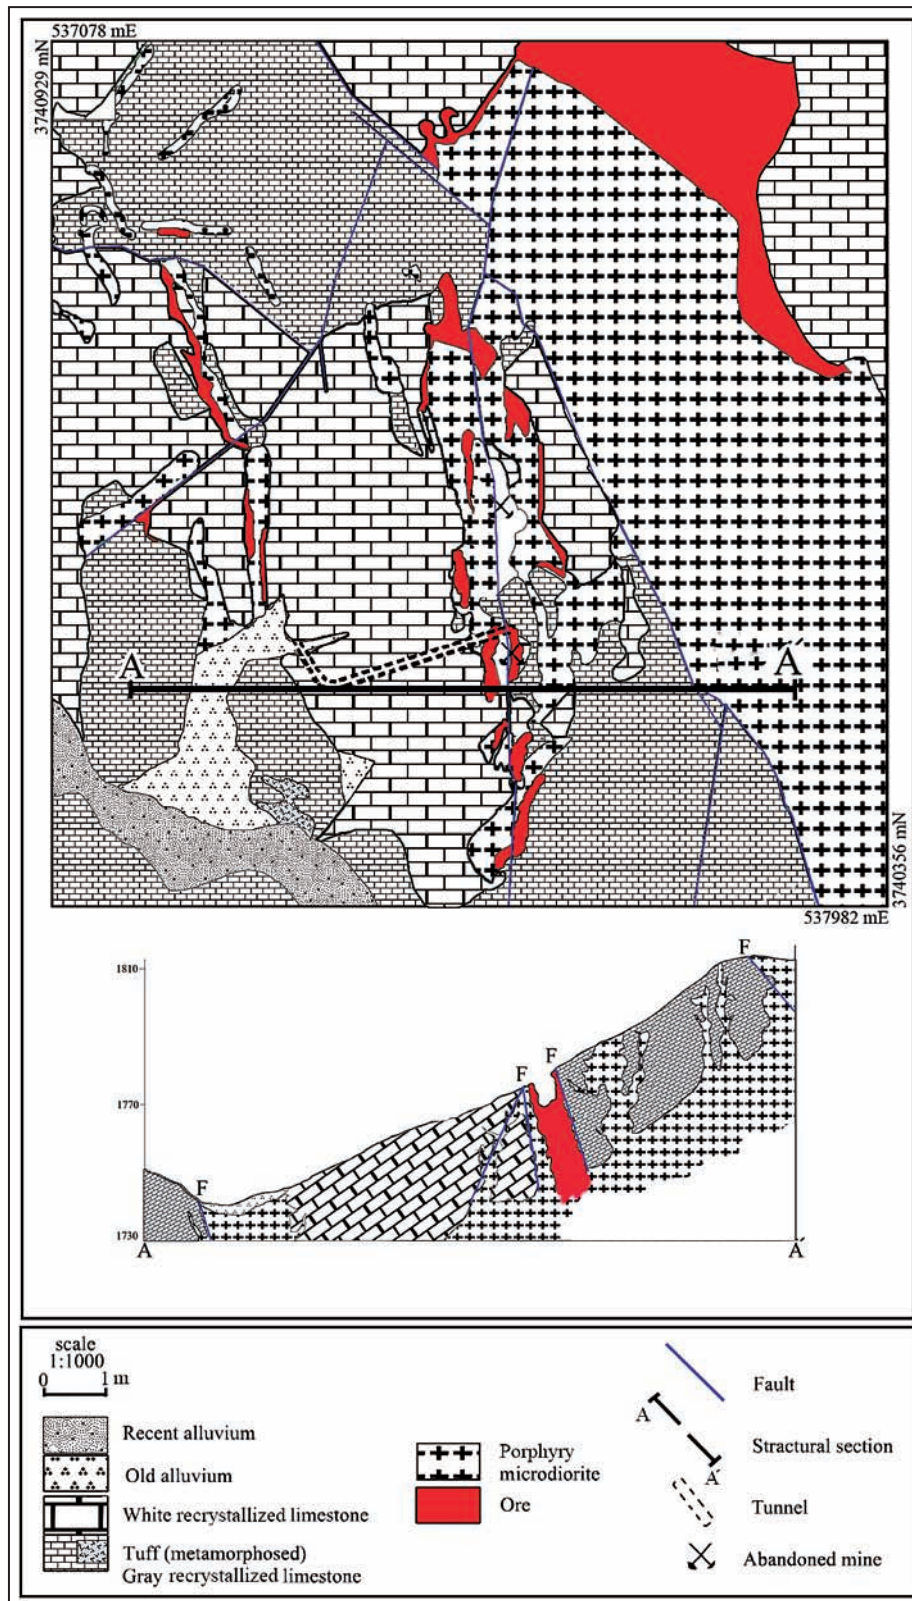 537078 mE
3740929 mN
A
A´
3740356 mN
537982 mE
F
1810
F
F
1770
F
1730
A
A´
scale
1:1000
0 1 m
Recent alluvium
Old alluvium
White recrystallized limestone
Tuff (metamorphosed)
Gray recrystallized limestone
Porphyry
microdiorite
Ore
Fault
A
Stractural section
A´
Tunnel
Abandoned mine